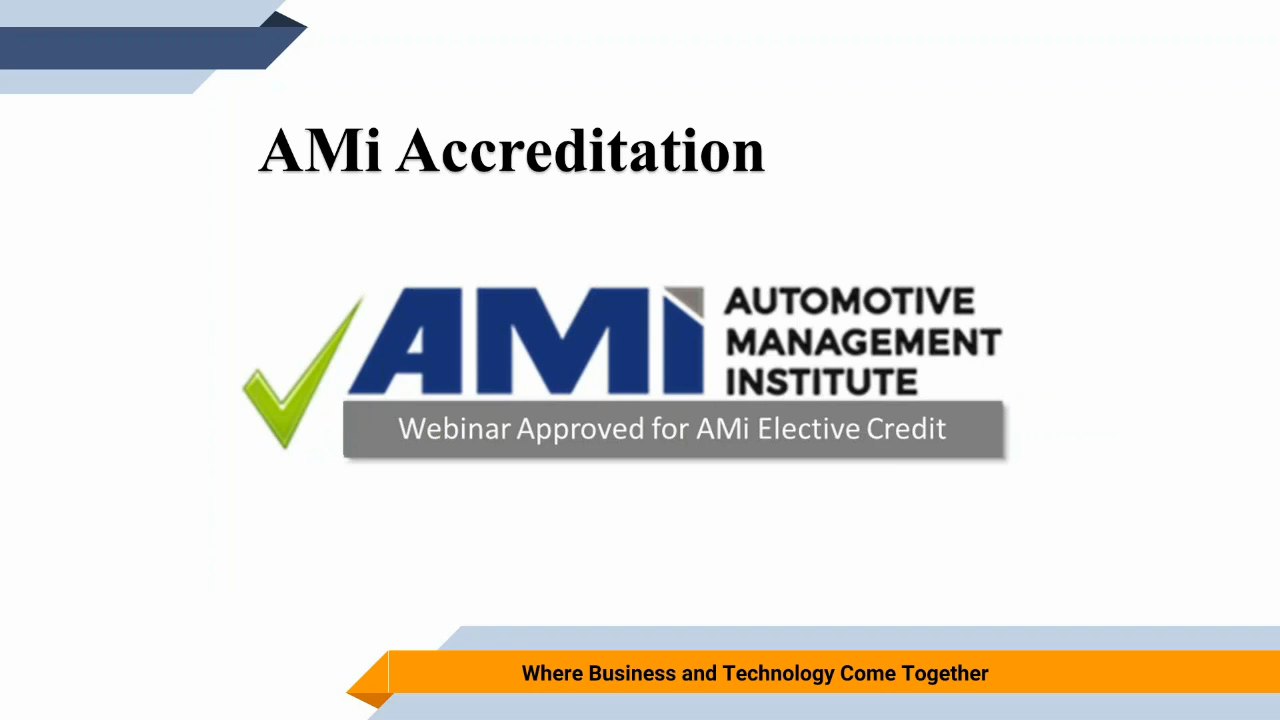 AMi Accreditation
AMi
AUTOMOTIVE
MANAGEMENT
INSTITUTE
Webinar Approved for AMi Elective Credit
Where Business and Technology Come Together